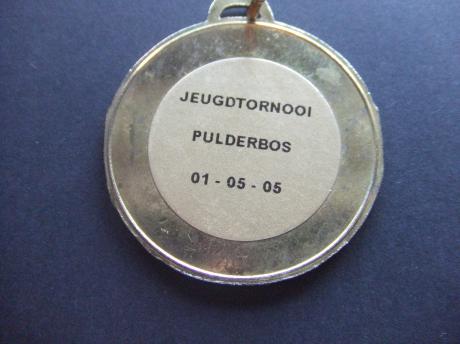 JEUGDTORNOOI
PULDERBOS
01 - 05 - 05